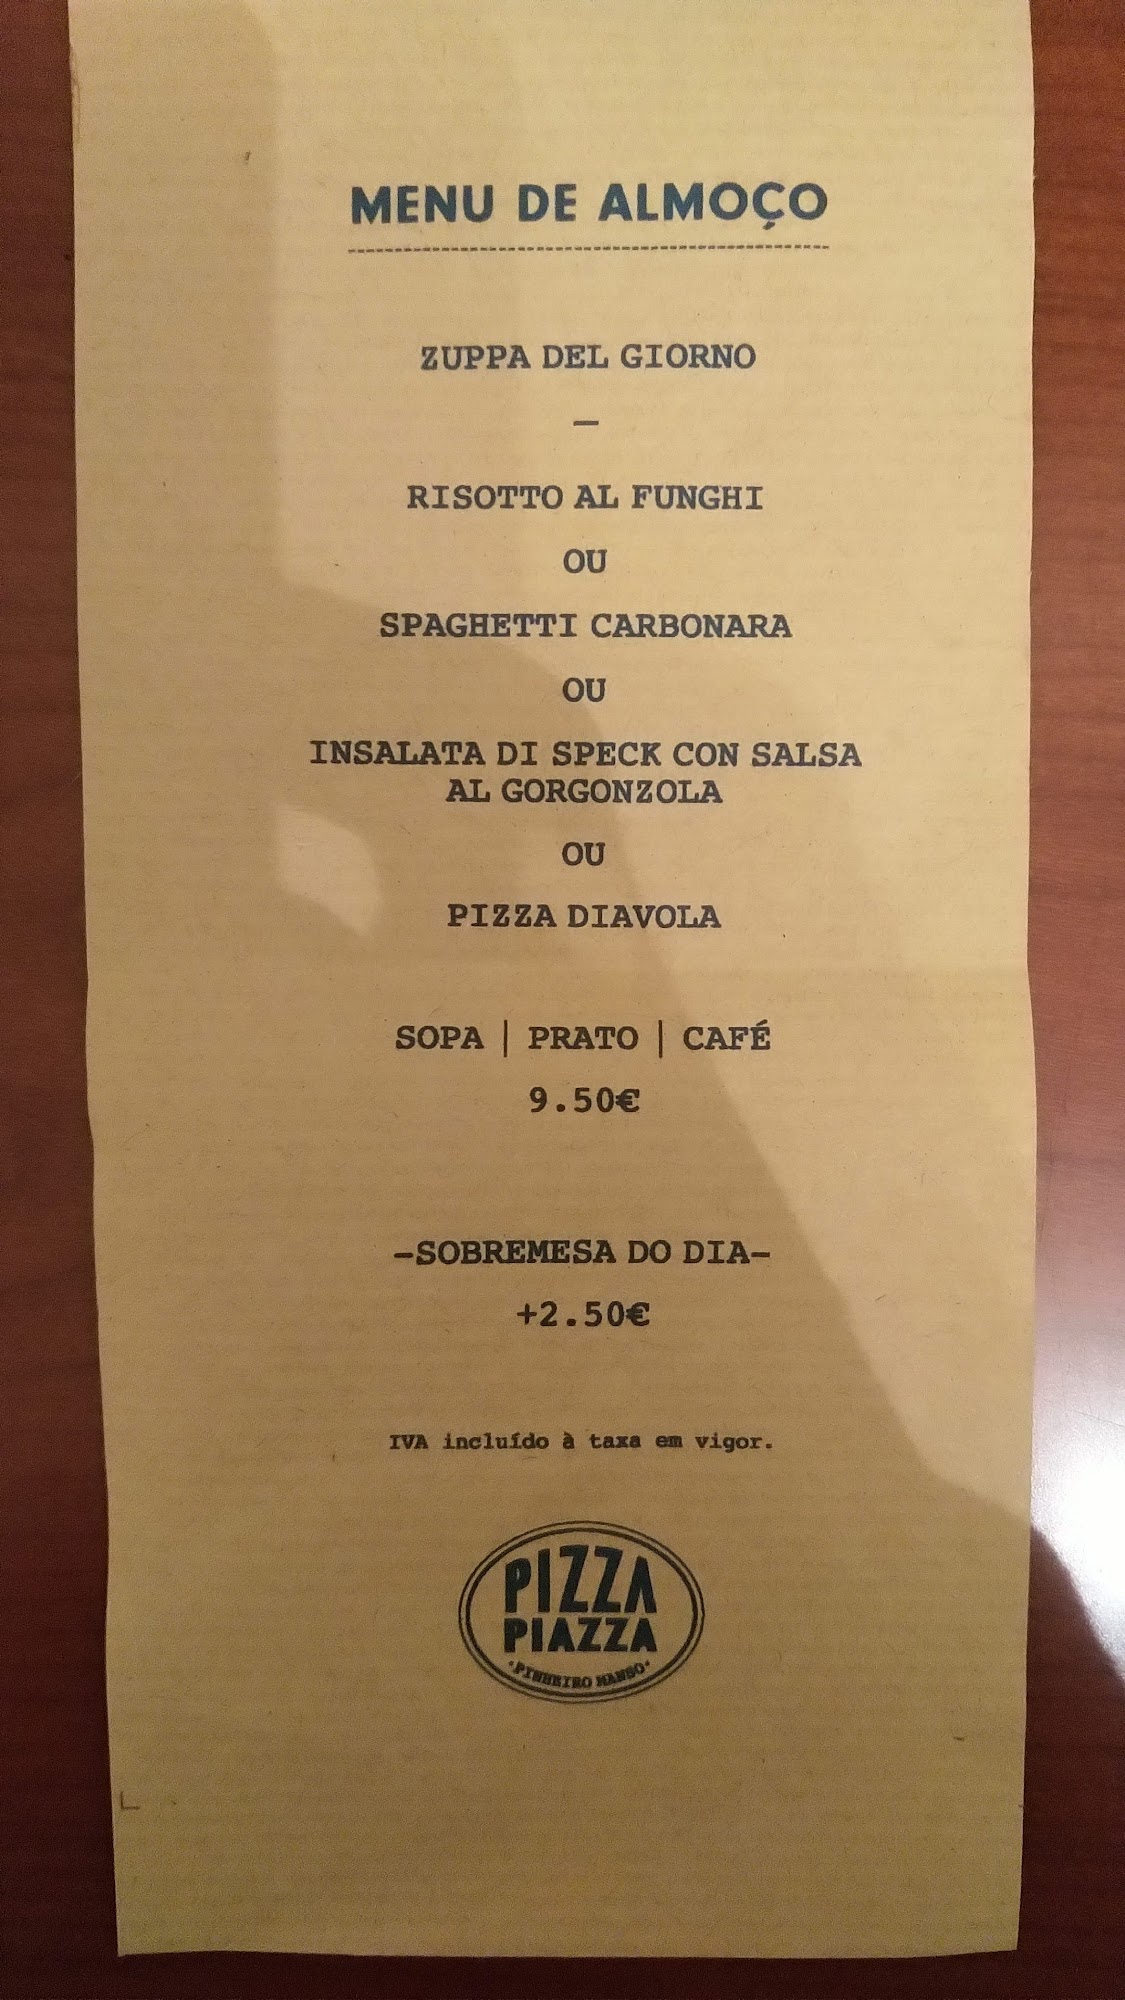 MENU DE ALMOÇO
ZUPPA DEL GIORNO
—
RISOTTO AL FUNGHI
OU
SPAGHETTI CARBONARA
OU
INSALATA DI SPECK CON SALSA
AL GORGONZOLA
OU
PIZZA DIAVOLA
SOPA | PRATO | CAFÉ
9.50€
-SOBREMESA DO DIA-
+2.50€
IVA incluído à taxa em vigor.
PIZZA
PIAZZA
·PINHEIRO MANSO·